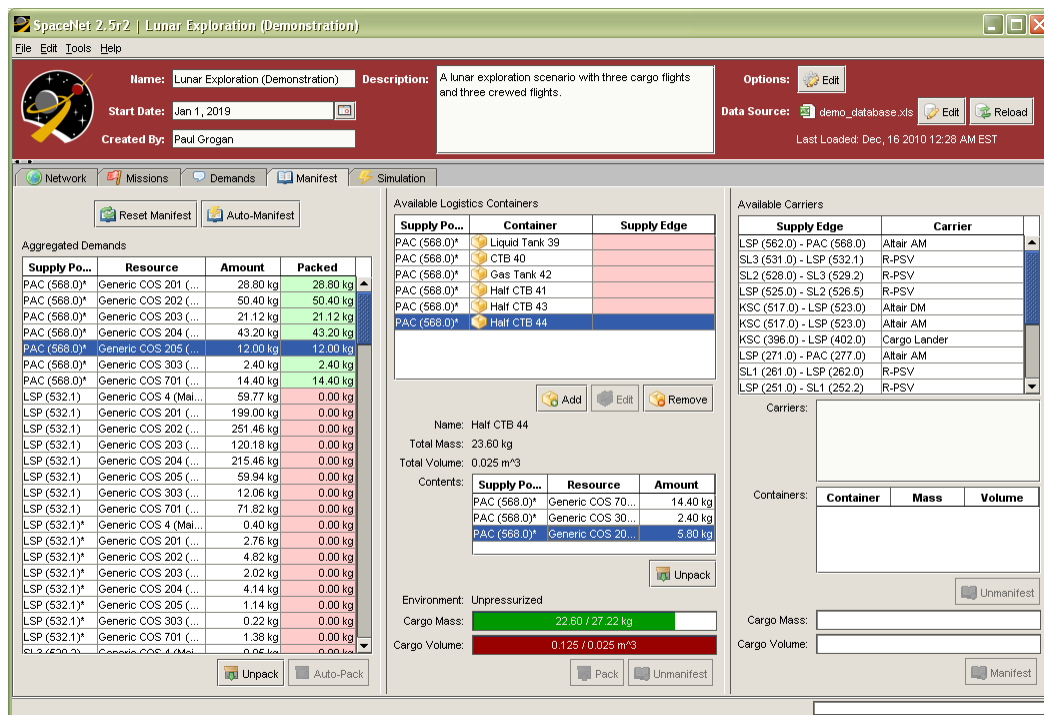 SpaceNet 2.5r2 | Lunar Exploration (Demonstration)
File Edit Tools Help
Name: Lunar Exploration (Demonstration)
Start Date: Jan 1, 2019
Created By: Paul Grogan
Description: A lunar exploration scenario with three cargo flights
and three crewed flights.
Options: Edit
Data Source: demo_database.xls Edit Reload
Last Loaded: Dec, 16 2010 12:28 AM EST
Network Missions Demands Manifest Simulation
Reset Manifest Auto-Manifest
Aggregated Demands
Supply Po... Resource Amount Packed
PAC (568.0)* Generic COS 201 (... 28.80 kg 28.80 kg
PAC (568.0)* Generic COS 202 (... 50.40 kg 50.40 kg
PAC (568.0)* Generic COS 203 (... 21.12 kg 21.12 kg
PAC (568.0)* Generic COS 204 (... 43.20 kg 43.20 kg
PAC (568.0)* Generic COS 205 (... 12.00 kg 12.00 kg
PAC (568.0)* Generic COS 303 (... 2.40 kg 2.40 kg
PAC (568.0)* Generic COS 701 (... 14.40 kg 14.40 kg
LSP (532.1) Generic COS 4 (Mai... 59.77 kg 0.00 kg
LSP (532.1) Generic COS 201 (... 199.00 kg 0.00 kg
LSP (532.1) Generic COS 202 (... 251.46 kg 0.00 kg
LSP (532.1) Generic COS 203 (... 120.18 kg 0.00 kg
LSP (532.1) Generic COS 204 (... 215.46 kg 0.00 kg
LSP (532.1) Generic COS 205 (... 59.94 kg 0.00 kg
LSP (532.1) Generic COS 303 (... 12.06 kg 0.00 kg
LSP (532.1) Generic COS 701 (... 71.82 kg 0.00 kg
LSP (532.1)* Generic COS 4 (Mai... 0.40 kg 0.00 kg
LSP (532.1)* Generic COS 201 (... 2.76 kg 0.00 kg
LSP (532.1)* Generic COS 202 (... 4.82 kg 0.00 kg
LSP (532.1)* Generic COS 203 (... 2.02 kg 0.00 kg
LSP (532.1)* Generic COS 204 (... 4.14 kg 0.00 kg
LSP (532.1)* Generic COS 205 (... 1.14 kg 0.00 kg
LSP (532.1)* Generic COS 303 (... 0.22 kg 0.00 kg
LSP (532.1)* Generic COS 701 (... 1.38 kg 0.00 kg
Unpack Auto-Pack
Available Logistics Containers
Supply Po... Container Supply Edge
PAC (568.0)* Liquid Tank 39
PAC (568.0)* CTB 40
PAC (568.0)* Gas Tank 42
PAC (568.0)* Half CTB 41
PAC (568.0)* Half CTB 43
PAC (568.0)* Half CTB 44
Add Edit Remove
Name: Half CTB 44
Total Mass: 23.60 kg
Total Volume: 0.025 m^3
Contents: Supply Po... Resource Amount
PAC (568.0)* Generic COS 70... 14.40 kg
PAC (568.0)* Generic COS 30... 2.40 kg
PAC (568.0)* Generic COS 20... 5.80 kg
Unpack
Environment: Unpressurized
Cargo Mass: 22.60 / 27.22 kg
Cargo Volume: 0.125 / 0.025 m^3
Pack Unmanifest
Available Carriers
Supply Edge Carrier
LSP (562.0) - PAC (568.0) Altair AM
SL3 (531.0) - LSP (532.1) R-PSV
SL2 (528.0) - SL3 (529.2) R-PSV
LSP (525.0) - SL2 (526.5) R-PSV
KSC (517.0) - LSP (523.0) Altair DM
KSC (517.0) - LSP (523.0) Altair AM
KSC (396.0) - LSP (402.0) Cargo Lander
LSP (271.0) - PAC (277.0) Altair AM
SL1 (261.0) - LSP (262.0) R-PSV
LSP (251.0) - SL1 (252.2) R-PSV
Carriers:
Containers: Container Mass Volume
Unmanifest
Cargo Mass:
Cargo Volume:
Manifest